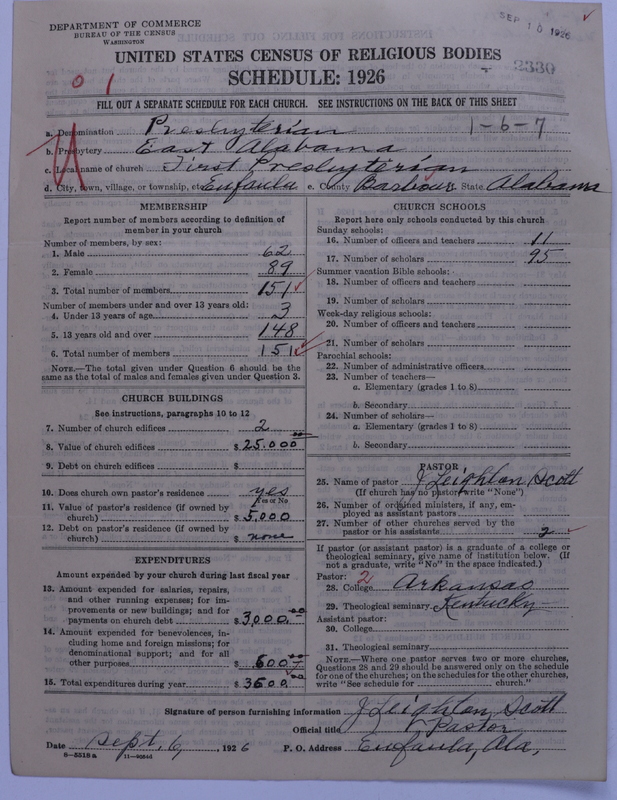 DEPARTMENT OF COMMERCE
BUREAU OF THE CENSUS
WASHINGTON
SEP 10 1926
UNITED STATES CENSUS OF RELIGIOUS BODIES
SCHEDULE: 1926
2330
0 1
FILL OUT A SEPARATE SCHEDULE FOR EACH CHURCH. SEE INSTRUCTIONS ON THE BACK OF THIS SHEET
a. Denomination Presbyterian 1-6-7
b. Presbytery East Alabama
c. Local name of church First Presbyterian
d. City, town, village, or township, etc. Eufaula e. County Barbour State Alabama
MEMBERSHIP
Report number of members according to definition of
member in your church
Number of members, by sex:
1. Male 62
2. Female 89
3. Total number of members 151
Number of members under and over 13 years old:
4. Under 13 years of age 3
5. 13 years old and over 148
6. Total number of members 151
NOTE.—The total given under Question 6 should be
same as the total of males and females given under Question 3.
CHURCH BUILDINGS
See instructions, paragraphs 10 to 12
7. Number of church edifices 2
8. Value of church edifices $ 25.000
9. Debt on church edifices $
10. Does church own pastor's residence yes
Yes or No
11. Value of pastor's residence (if owned by
church) $ 5,000
12. Debt on pastor's residence (if owned by
church) $ none
EXPENDITURES
Amount expended by your church during last fiscal year
13. Amount expended for salaries, repairs,
and other running expenses; for im-
provements or new buildings; and for
payments on church debt $ 3,000.00
14. Amount expended for benevolences, in-
cluding home and foreign missions; for
denominational support; and for all
other purposes $ 600.00
15. Total expenditures during year $ 3600.00
CHURCH SCHOOLS
Report here only schools conducted by this church
Sunday schools:
16. Number of officers and teachers 11
17. Number of scholars 95
Summer vacation Bible schools:
18. Number of officers and teachers
19. Number of scholars
Week-day religious schools:
20. Number of officers and teachers
21. Number of scholars
Parochial schools:
22. Number of administrative officers
23. Number of teachers—
a. Elementary (grades 1 to 8)
b. Secondary
24. Number of scholars—
a. Elementary (grades 1 to 8)
b. Secondary
PASTOR
25. Name of pastor J Leighton Scott
(If church has no pastor, write "None")
26. Number of ordained ministers, if any, em-
ployed as assistant pastors
27. Number of other churches served by the
pastor or his assistants 2
If pastor (or assistant pastor) is a graduate of a college or
theological seminary, give name of institution below. (If
not a graduate, write "No" in the space indicated.)
Pastor: 2
28. College Arkansas
29. Theological seminary Kentucky
Assistant pastor:
30. College
31. Theological seminary
NOTE.—Where one pastor serves two or more churches,
Questions 28 and 29 should be answered only on the schedule
for one of the churches; on the schedules for the other churches,
write "See schedule for church."
Signature of person furnishing information J Leighton Scott
Official title Pastor
Date Sept. 6, 1926 P. O. Address Eufaula, Ala,
8-5518a